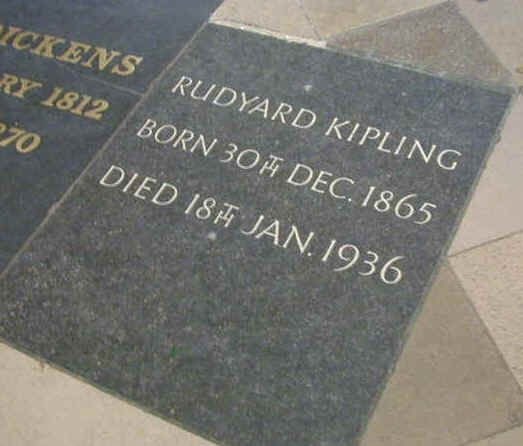 ICKENS
RY 1812
70
RUDYARD KIPLING
BORN 30TH DEC. 1865
DIED 18TH JAN. 1936